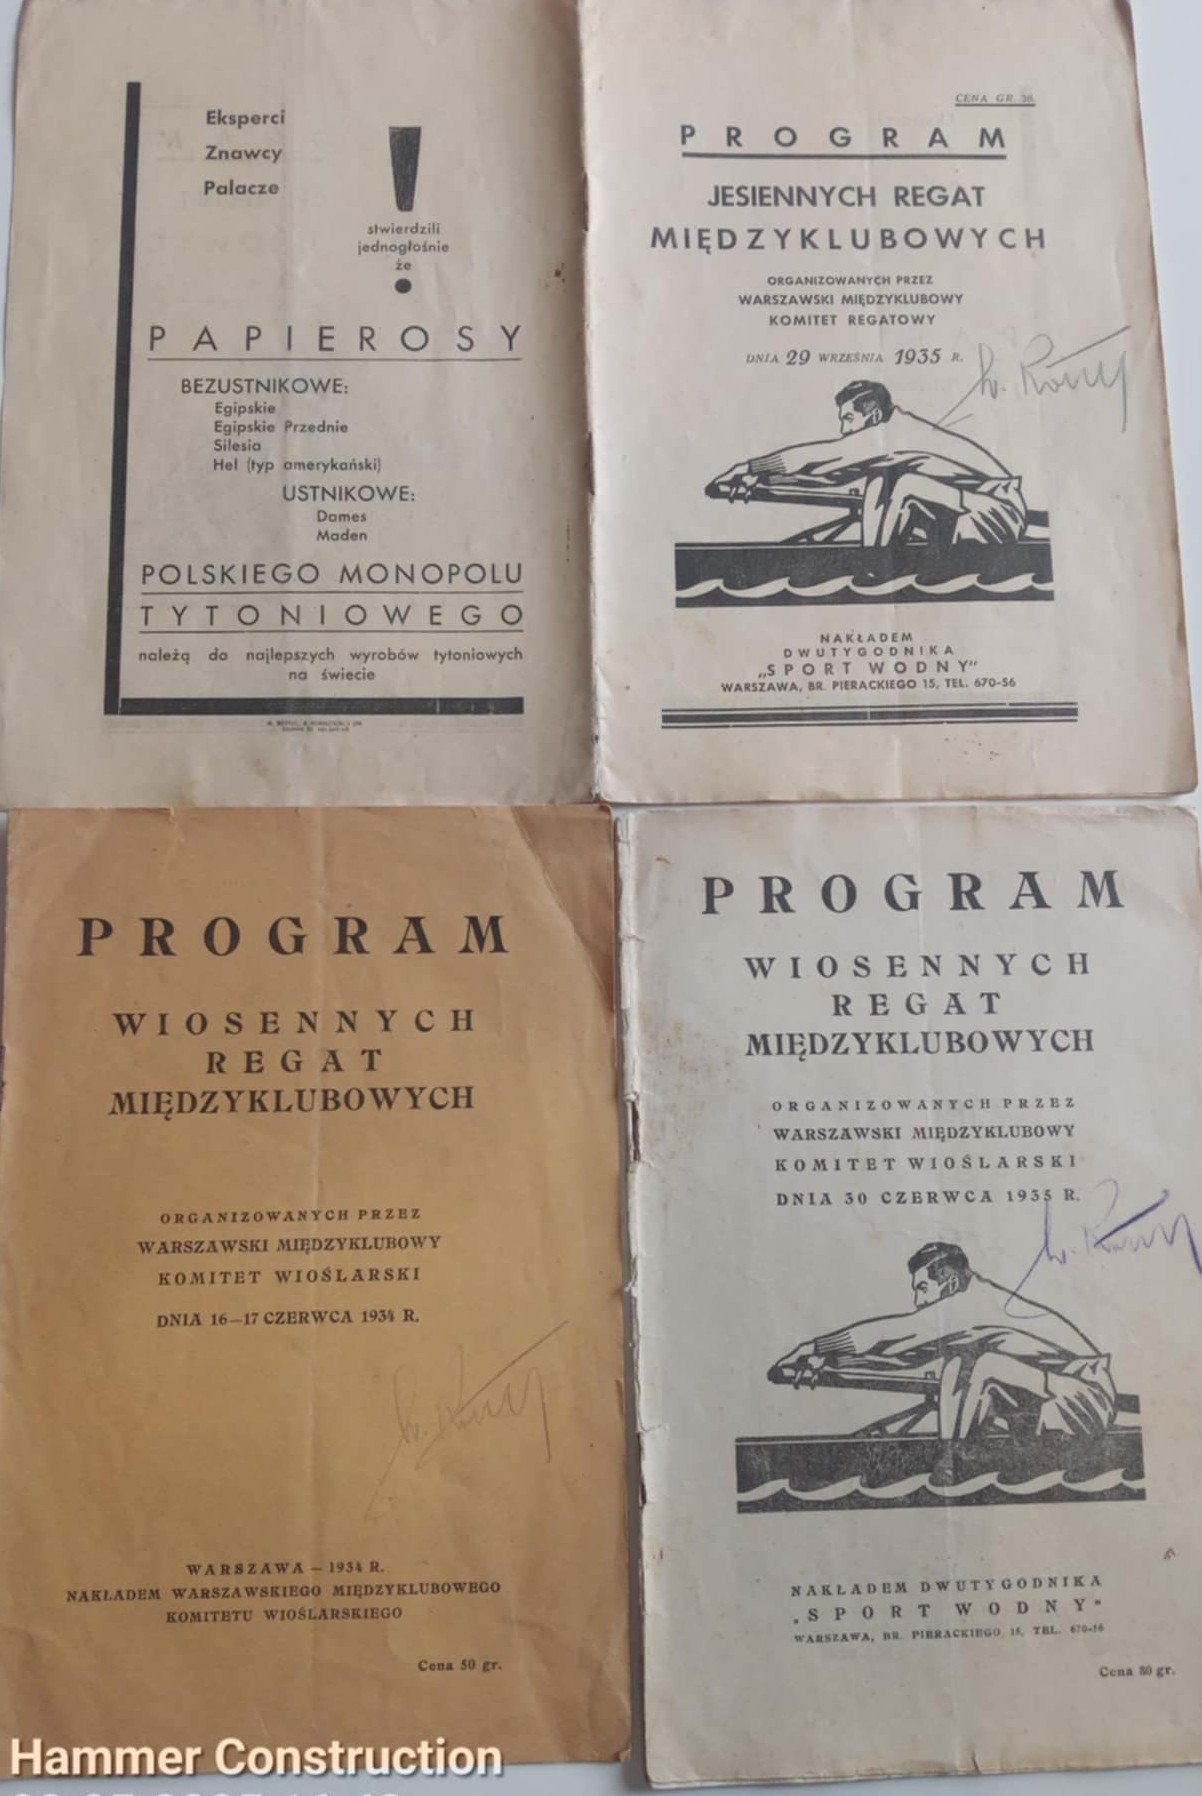 Eksperci
Znawcy
Palacze
stwierdzili
jednogłośnie
że
PAPIEROSY
BEZUSTNIKOWE:
Egipskie
Egipskie Przednie
Silesia
Hel (typ amerykański)
USTNIKOWE:
Dames
Maden
POLSKIEGO MONOPOLU
TYTONIOWEGO
należą do najlepszych wyrobów tytoniowych
na świecie
CENA GR.
PROGRAM
JESIENNYCH REGAT
MIĘDZYKLUBOWYCH
ORGANIZOWANYCH PRZEZ
WARSZAWSKI MIĘDZYKLUBOWY
KOMITET REGATOWY
DNIA 29 WRZEŚNIA 1935 R.
NAKŁADEM
DWUTYGODNIKA
„SPORT WODNY"
WARSZAWA, BR. PIERACKIEGO 15, TEL. 670-56
PROGRAM
WIOSENNYCH
REGAT
MIĘDZYKLUBOWYCH
ORGANIZOWANYCH PRZEZ
WARSZAWSKI MIĘDZYKLUBOWY
KOMITET WIOŚLARSKI
DNIA 16—17 CZERWCA 1934 R.
WARSZAWA — 1934 R.
NAKŁADEM WARSZAWSKIEGO MIĘDZYKLUBOWEGO
KOMITETU WIOŚLARSKIEGO
Cena 50 gr.
PROGRAM
WIOSENNYCH
REGAT
MIĘDZYKLUBOWYCH
ORGANIZOWANYCH PRZEZ
WARSZAWSKI MIĘDZYKLUBOWY
KOMITET WIOŚLARSKI
DNIA 30 CZERWCA 1935 R.
NAKŁADEM DWUTYGODNIKA
„SPORT WODNY"
WARSZAWA, BR. PIERACKIEGO 15, TEL. 670-56
Cena gr.
Hammer Construction